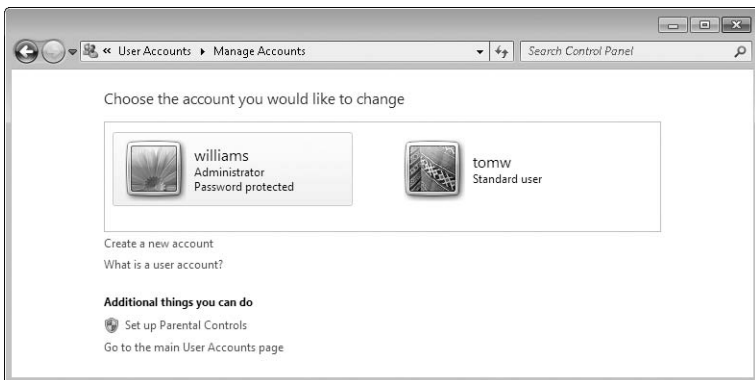 « User Accounts ▸ Manage Accounts
Search Control Panel
Choose the account you would like to change
williams
Administrator
Password protected
tomw
Standard user
Create a new account
What is a user account?
Additional things you can do
Set up Parental Controls
Go to the main User Accounts page